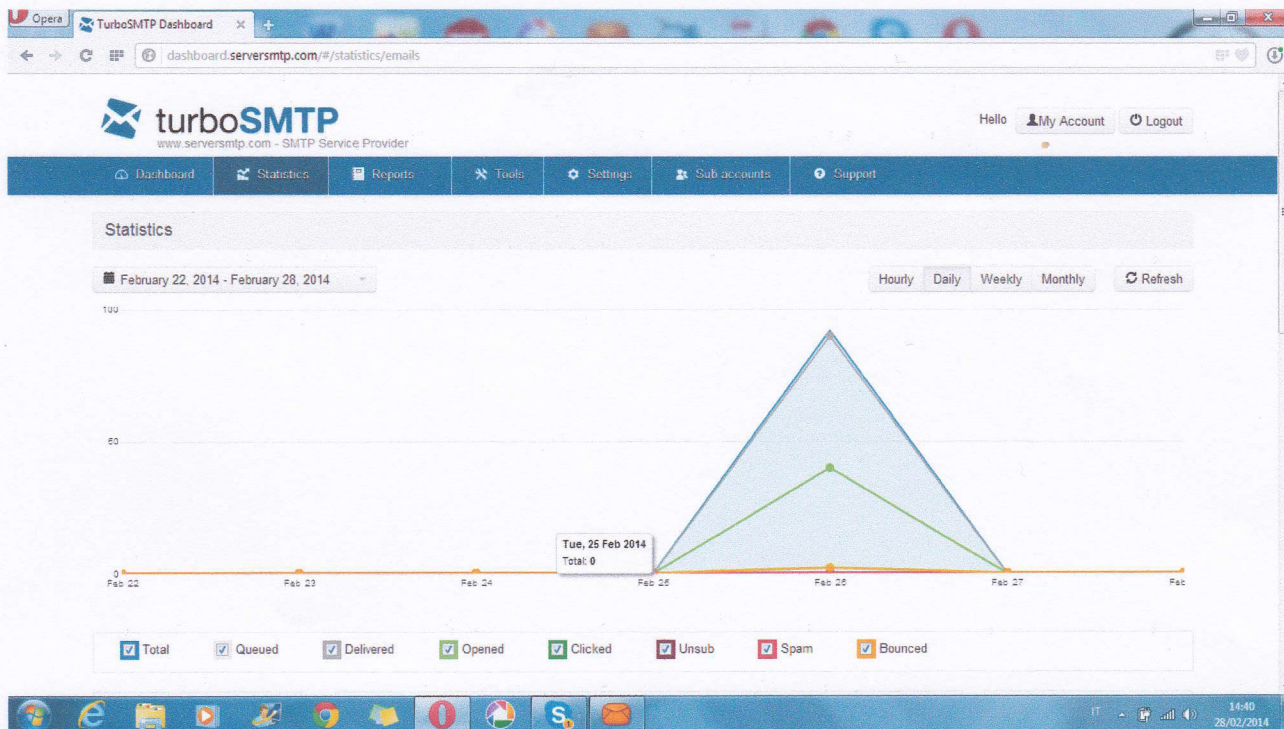 Opera
TurboSMTP Dashboard
dashboard.serversmtp.com/#/statistics/emails
turboSMTP
www.serversmtp.com - SMTP Service Provider
Hello My Account Logout
Dashboard Statistics Reports Tools Settings Sub accounts Support
Statistics
February 22, 2014 - February 28, 2014
Hourly Daily Weekly Monthly Refresh
100
50
0
Tue, 25 Feb 2014
Total: 0
Feb 22 Feb 23 Feb 24 Feb 25 Feb 26 Feb 27 Feb
Total Queued Delivered Opened Clicked Unsub Spam Bounced
IT
14:40
28/02/2014